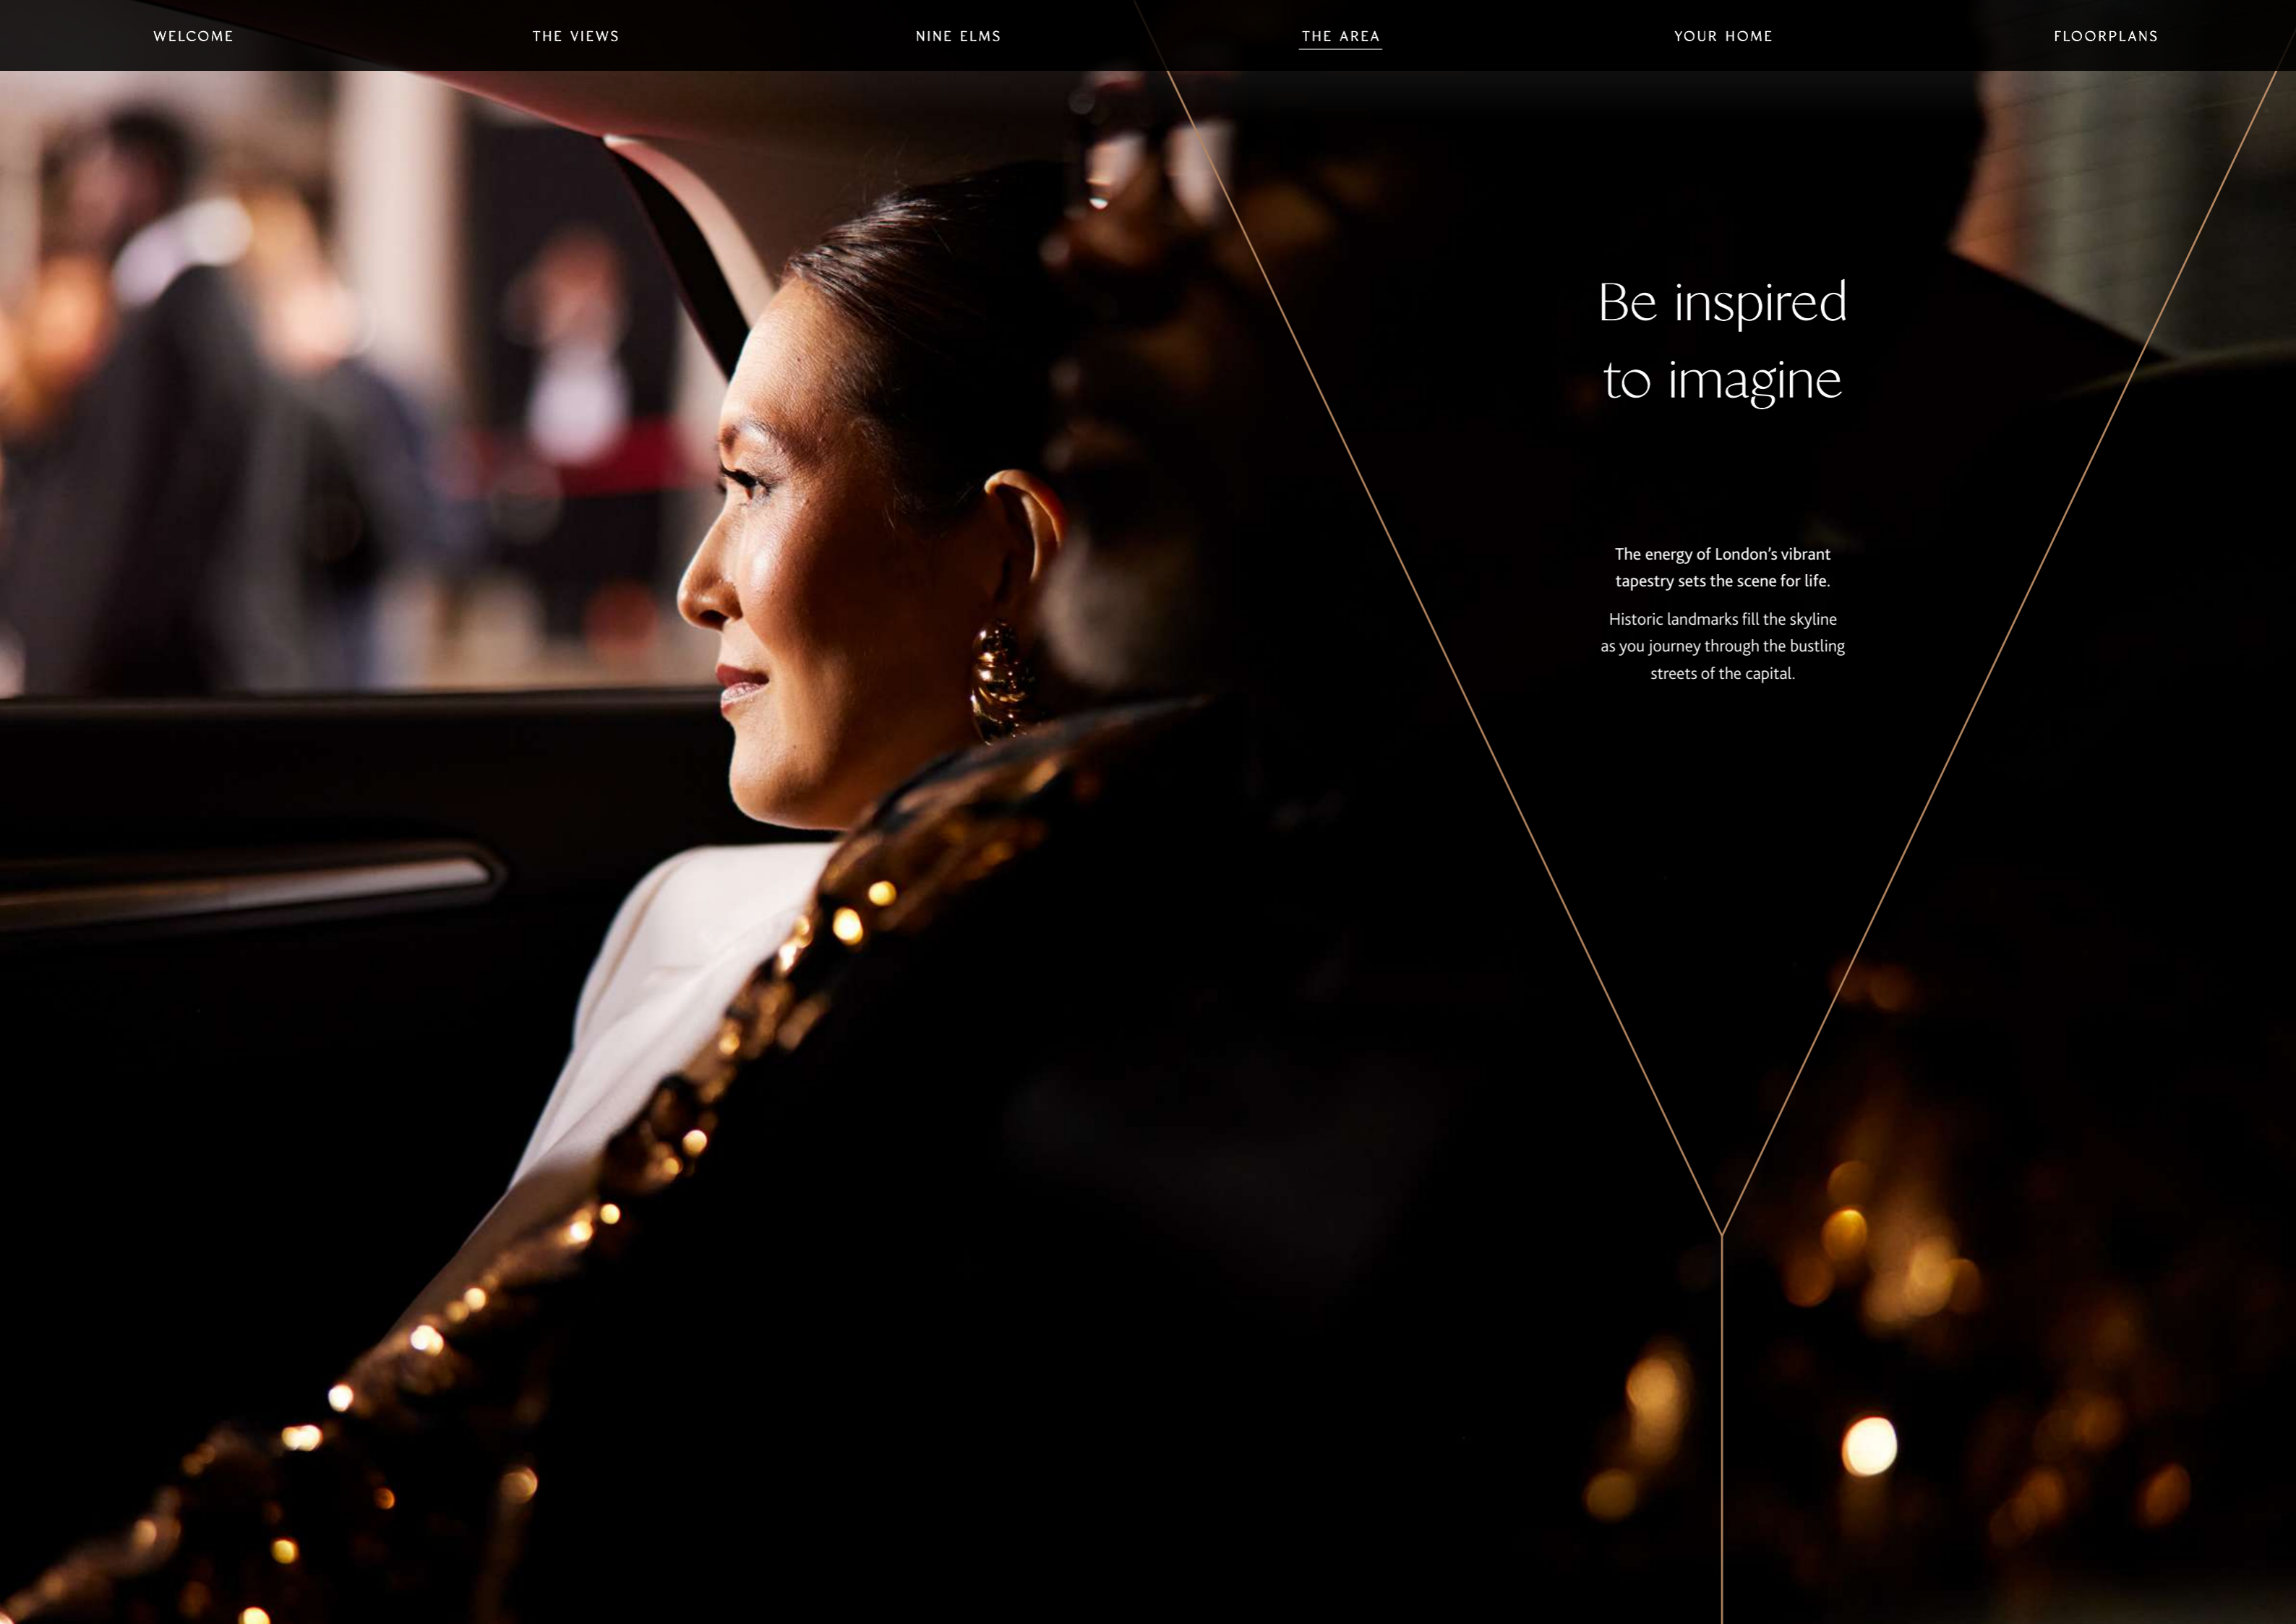 WELCOME
THE VIEWS
NINE ELMS
THE AREA
YOUR HOME
FLOORPLANS
Be inspired
to imagine
The energy of London’s vibrant
tapestry sets the scene for life.
Historic landmarks fill the skyline
as you journey through the bustling
streets of the capital.